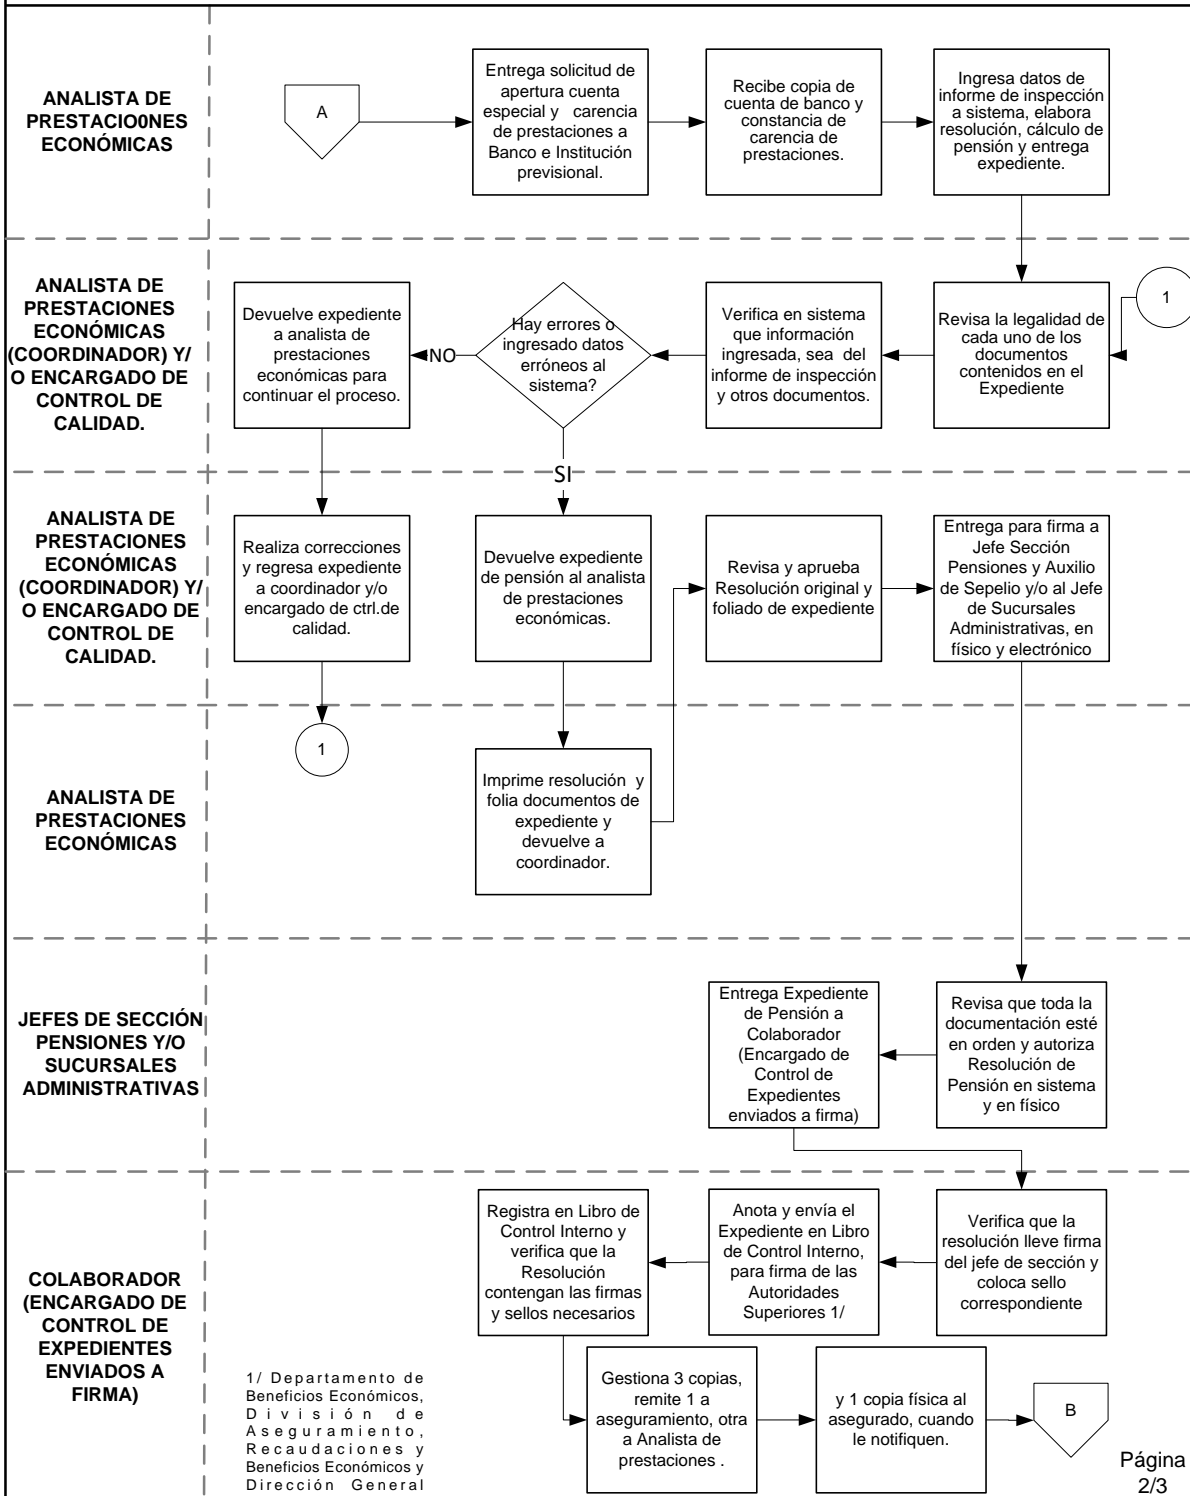 ANALISTA DE
PRESTACIO0NES
ECONÓMICAS
A
Entrega solicitud de
apertura cuenta
especial y carencia
de prestaciones a
Banco e Institución
previsional.
Recibe copia de
cuenta de banco y
constancia de
carencia de
prestaciones.
Ingresa datos de
informe de inspección
a sistema, elabora
resolución, cálculo de
pensión y entrega
expediente.
ANALISTA DE
PRESTACIONES
ECONÓMICAS
(COORDINADOR) Y/
O ENCARGADO DE
CONTROL DE
CALIDAD.
Devuelve expediente
a analista de
prestaciones
económicas para
continuar el proceso.
NO
Hay errores o
ingresado datos
erróneos al
sistema?
SI
Verifica en sistema
que información
ingresada, sea del
informe de inspección
y otros documentos.
Revisa la legalidad de
cada uno de los
documentos
contenidos en el
Expediente
1
ANALISTA DE
PRESTACIONES
ECONÓMICAS
(COORDINADOR) Y/
O ENCARGADO DE
CONTROL DE
CALIDAD.
Realiza correcciones
y regresa expediente
a coordinador y/o
encargado de ctrl.de
calidad.
Devuelve expediente
de pensión al analista
de prestaciones
económicas.
Revisa y aprueba
Resolución original y
foliado de expediente
Entrega para firma a
Jefe Sección
Pensiones y Auxilio
de Sepelio y/o al Jefe
de Sucursales
Administrativas, en
físico y electrónico
ANALISTA DE
PRESTACIONES
ECONÓMICAS
1
Imprime resolución y
folia documentos de
expediente y
devuelve a
coordinador.
JEFES DE SECCIÓN
PENSIONES Y/O
SUCURSALES
ADMINISTRATIVAS
Entrega Expediente
de Pensión a
Colaborador
(Encargado de
Control de
Expedientes
enviados a firma)
Revisa que toda la
documentación esté
en orden y autoriza
Resolución de
Pensión en sistema
y en físico
COLABORADOR
(ENCARGADO DE
CONTROL DE
EXPEDIENTES
ENVIADOS A
FIRMA)
Registra en Libro de
Control Interno y
verifica que la
Resolución
contengan las firmas
y sellos necesarios
Anota y envía el
Expediente en Libro
de Control Interno,
para firma de las
Autoridades
Superiores 1/
Verifica que la
resolución lleve firma
del jefe de sección y
coloca sello
correspondiente
1/ Departamento de
Beneficios Económicos,
División de
Aseguramiento,
Recaudaciones y
Beneficios Económicos y
Dirección General
Gestiona 3 copias,
remite 1 a
aseguramiento, otra
a Analista de
prestaciones .
y 1 copia física al
asegurado, cuando
le notifiquen.
B
Página
2/3